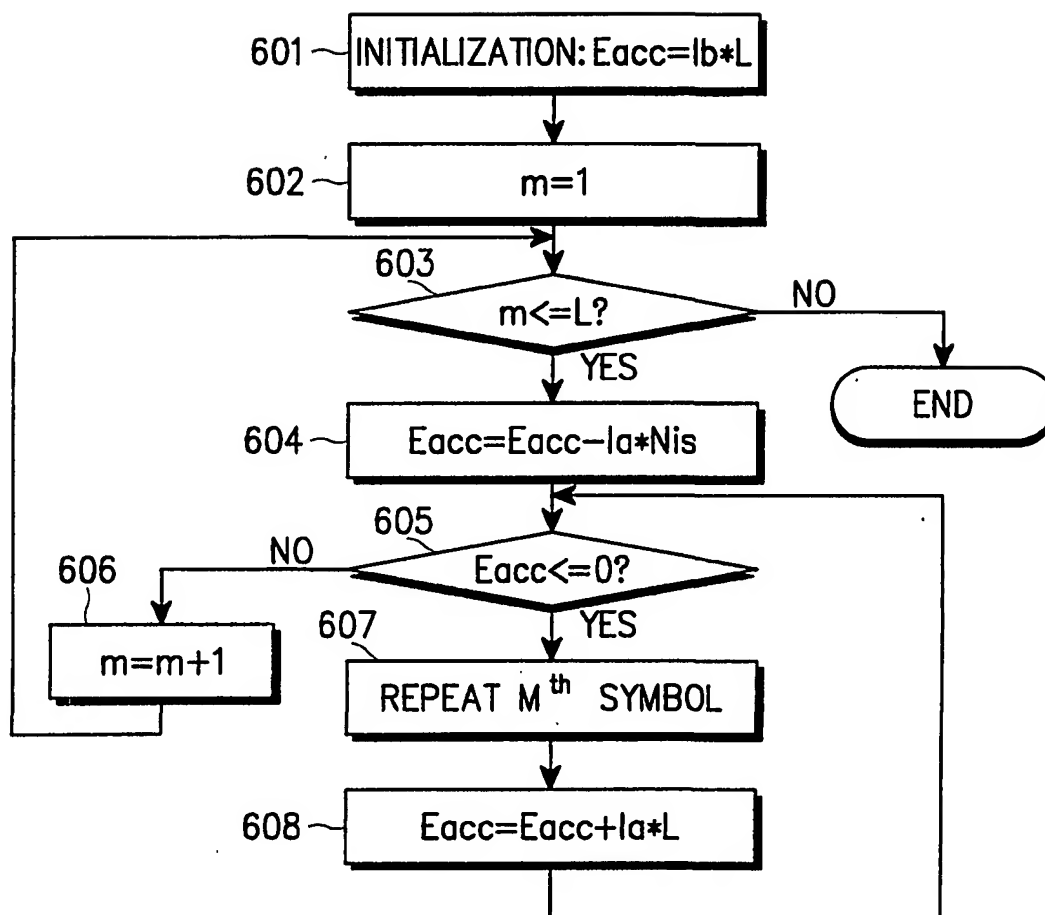 601
INITIALIZATION: Eacc=Ib*L
602
m=1
603
m<=L?
NO
YES
END
604
Eacc=Eacc-Ia*Nis
605
Eacc<=0?
NO
YES
606
m=m+1
607
REPEAT Mth SYMBOL
608
Eacc=Eacc+Ia*L